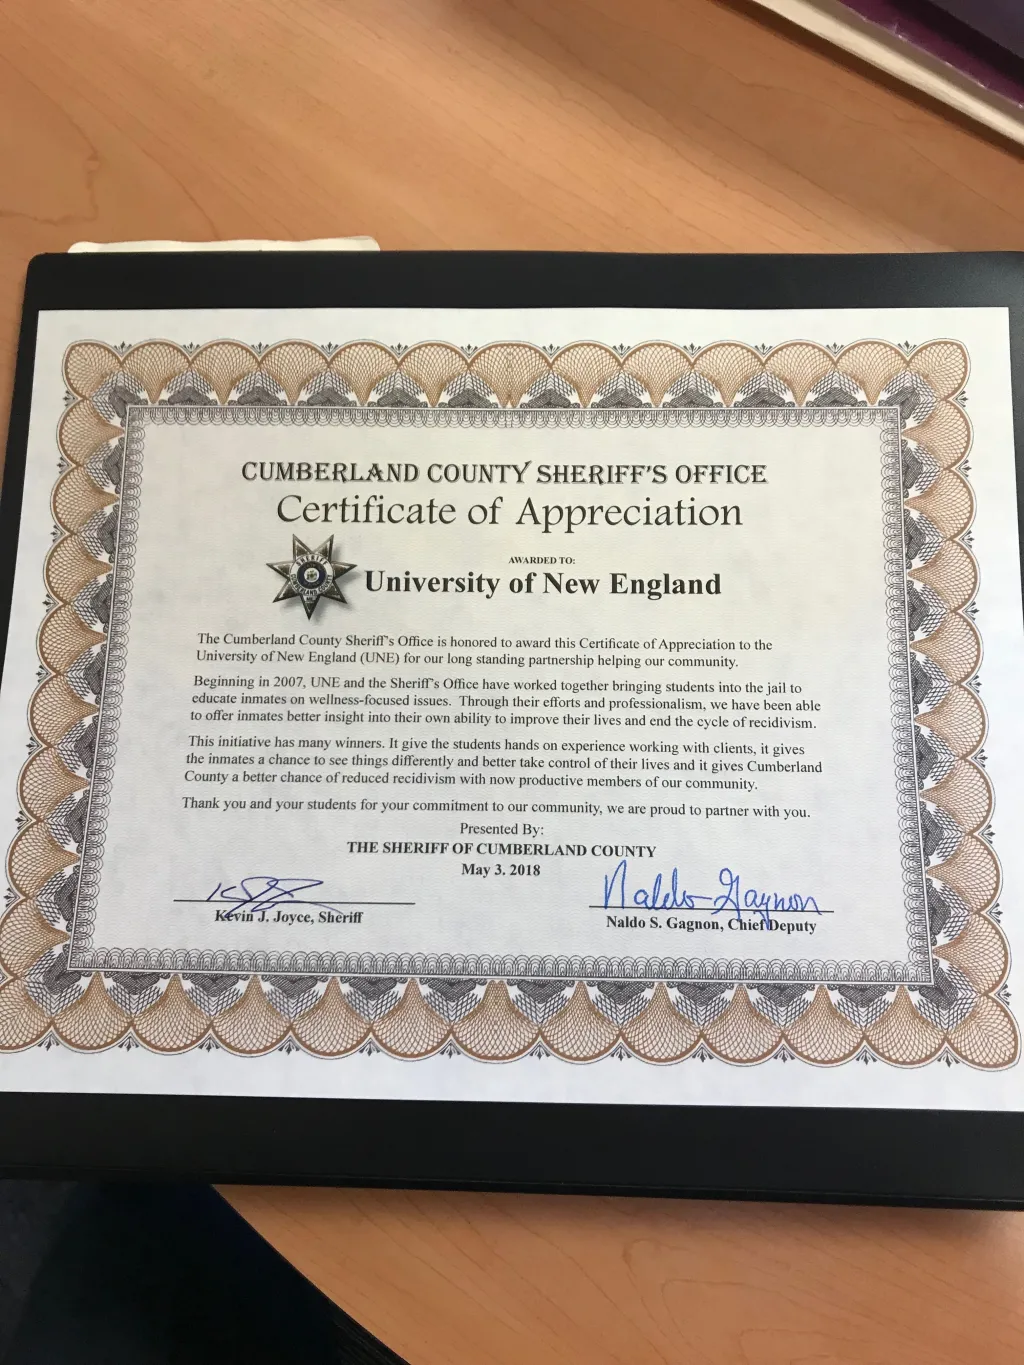 CUMBERLAND COUNTY SHERIFF'S OFFICE
Certificate of Appreciation
AWARDED TO:
SHERIFF
CUMBERLAND COUNTY
University of New England
The Cumberland County Sheriff's Office is honored to award this Certificate of Appreciation to the
University of New England (UNE) for our long standing partnership helping our community.
Beginning in 2007, UNE and the Sheriff's Office have worked together bringing students into the jail to
educate inmates on wellness-focused issues. Through their efforts and professionalism, we have been able
to offer inmates better insight into their own ability to improve their lives and end the cycle of recidivism.
This initiative has many winners. It give the students hands on experience working with clients, it gives
the inmates a chance to see things differently and better take control of their lives and it gives Cumberland
County a better chance of reduced recidivism with now productive members of our community.
Thank you and your students for your commitment to our community, we are proud to partner with you.
Presented By:
THE SHERIFF OF CUMBERLAND COUNTY
May 3. 2018
Naldo Gagnon
Kevin J. Joyce, Sheriff
Naldo S. Gagnon, Chief Deputy